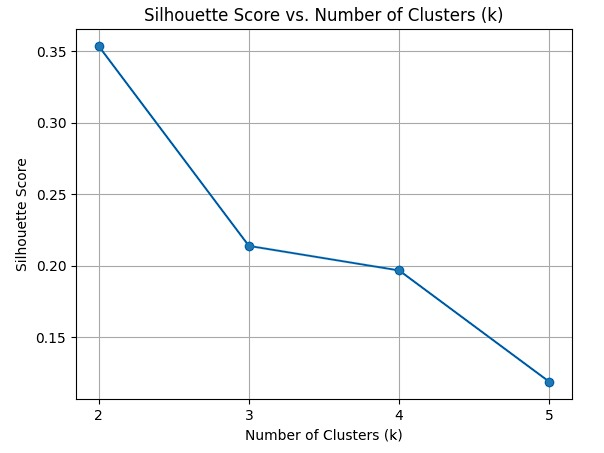 Silhouette Score vs. Number of Clusters (k)
0.35
0.30
0.25
0.20
0.15
Silhouette Score
2 3 4 5
Number of Clusters (k)